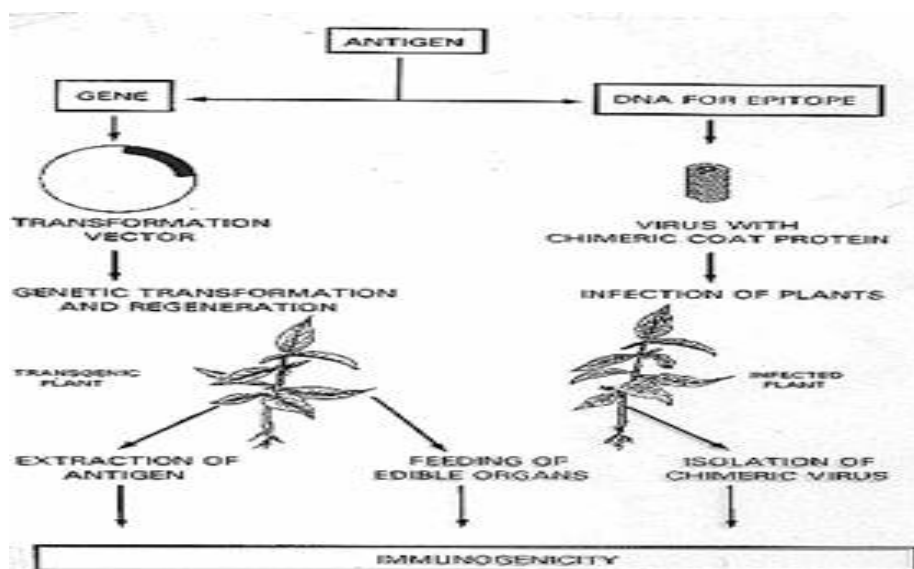 ANTIGEN
GENE
DNA FOR EPITOPE
TRANSFORMATION
VECTOR
VIRUS WITH
CHIMERIC COAT PROTEIN
GENETIC TRANSFORMATION
AND REGENERATION
INFECTION OF PLANTS
TRANSGENIC
PLANT
INFECTED
PLANT
EXTRACTION OF
ANTIGEN
FEEDING OF
EDIBLE ORGANS
ISOLATION OF
CHIMERIC VIRUS
IMMUNOGENICITY